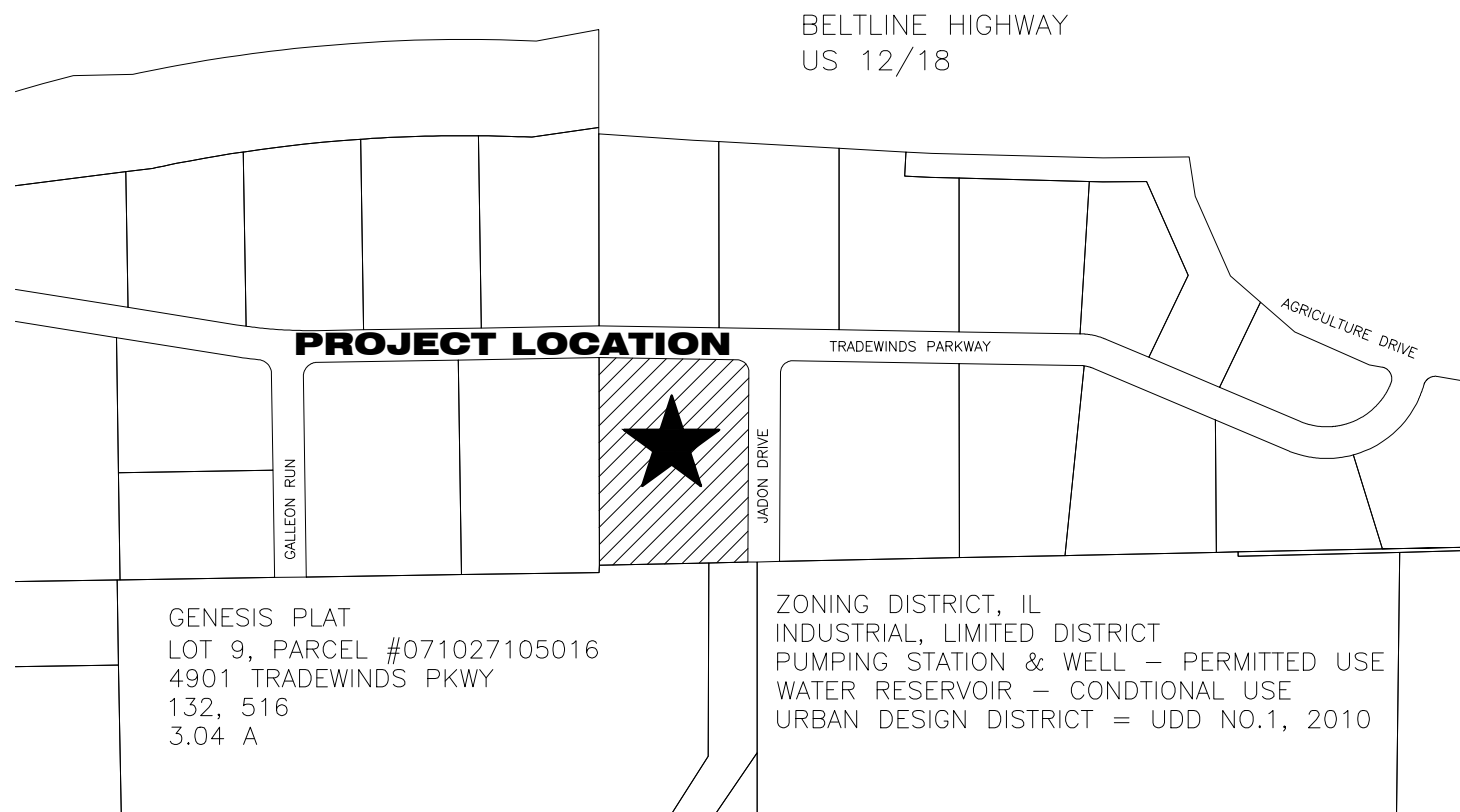 BELTLINE HIGHWAY
US 12/18
AGRICULTURE DRIVE
PROJECT LOCATION
TRADEWINDS PARKWAY
GALLEON RUN
JADON DRIVE
GENESIS PLAT
LOT 9, PARCEL #071027105016
4901 TRADEWINDS PKWY
132, 516
3.04 A
ZONING DISTRICT, IL
INDUSTRIAL, LIMITED DISTRICT
PUMPING STATION & WELL – PERMITTED USE
WATER RESERVOIR – CONDTIONAL USE
URBAN DESIGN DISTRICT = UDD NO.1, 2010